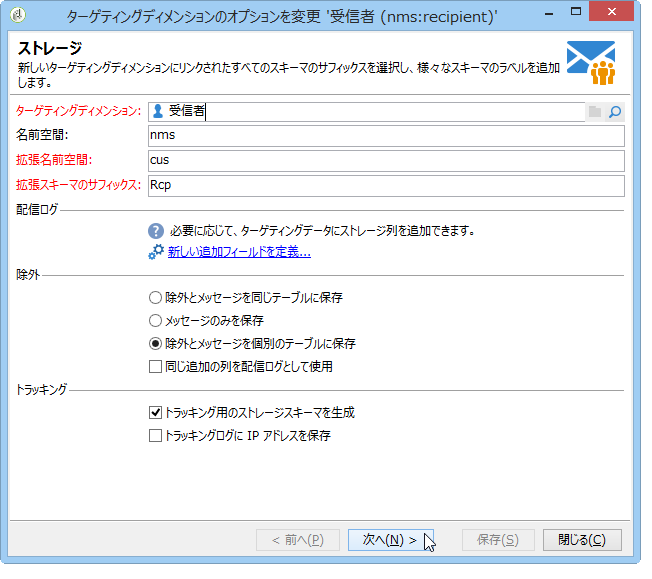 ターゲティングディメンションのオプションを変更 '受信者 (nms:recipient)'
ストレージ
新しいターゲティングディメンションにリンクされたすべてのスキーマのサフィックスを選択し、様々なスキーマのラベルを追加
します。
ターゲティングディメンション: 受信者
名前空間: nms
拡張名前空間: cus
拡張スキーマのサフィックス: Rcp
配信ログ
必要に応じて、ターゲティングデータにストレージ列を追加できます。
新しい追加フィールドを定義...
除外
除外とメッセージを同じテーブルに保存
メッセージのみを保存
除外とメッセージを個別のテーブルに保存
同じ追加の列を配信ログとして使用
トラッキング
トラッキング用のストレージスキーマを生成
トラッキングログに IP アドレスを保存
< 前へ(P) 次へ(N) > 保存(S) 閉じる(C)